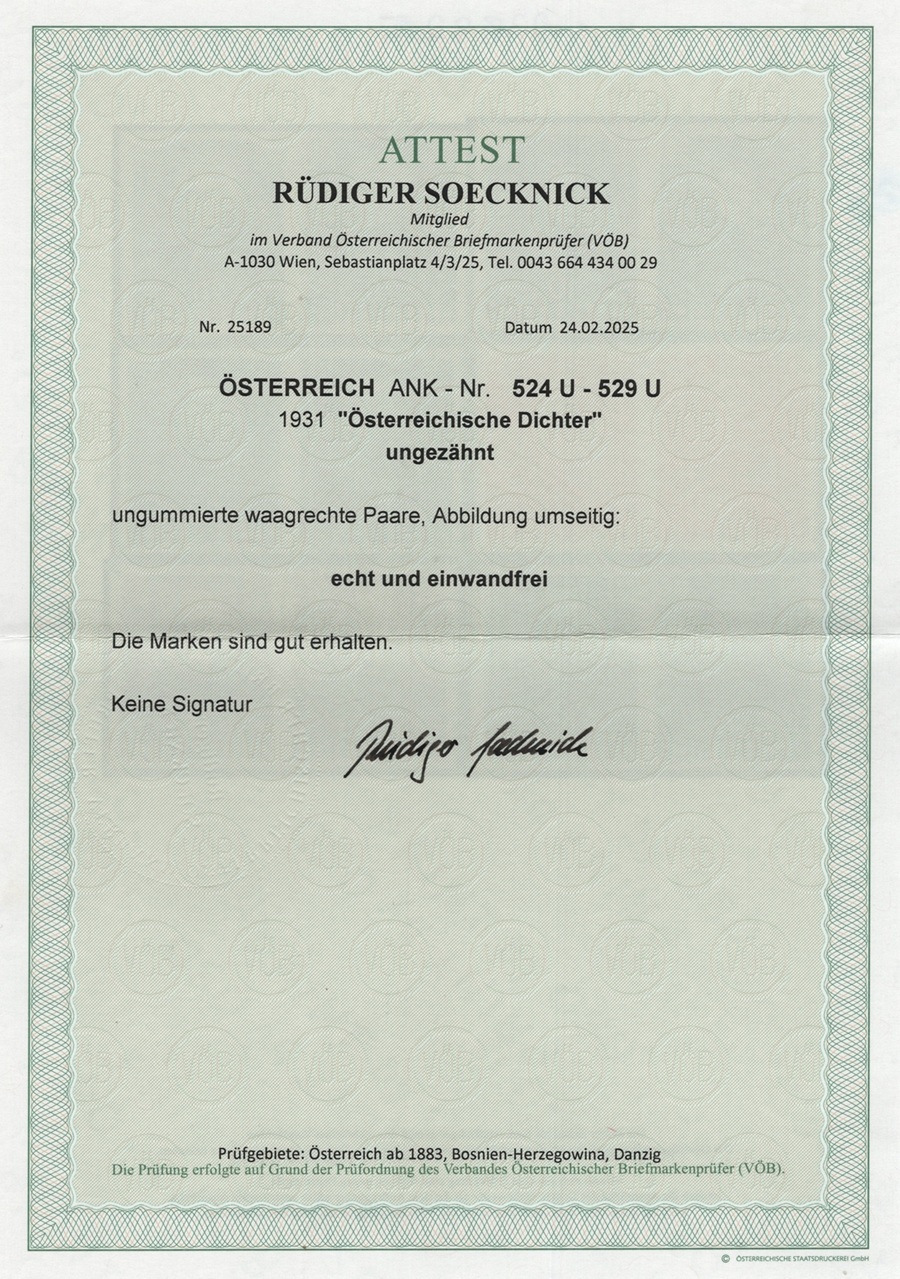 ATTEST
RÜDIGER SOECKNICK
Mitglied
im Verband Österreichischer Briefmarkenprüfer (VÖB)
A-1030 Wien, Sebastianplatz 4/3/25, Tel. 0043 664 434 00 29
Nr. 25189 Datum 24.02.2025
ÖSTERREICH ANK - Nr. 524 U - 529 U
1931 "Österreichische Dichter"
ungezähnt
ungummierte waagrechte Paare, Abbildung umseitig:
echt und einwandfrei
Die Marken sind gut erhalten.
Keine Signatur
Rüdiger Soecknick
Prüfgebiete: Österreich ab 1883, Bosnien-Herzegowina, Danzig
Die Prüfung erfolgte auf Grund der Prüfordnung des Verbandes Österreichischer Briefmarkenprüfer (VÖB).
© ÖSTERREICHISCHE STAATSDRUCKEREI GmbH